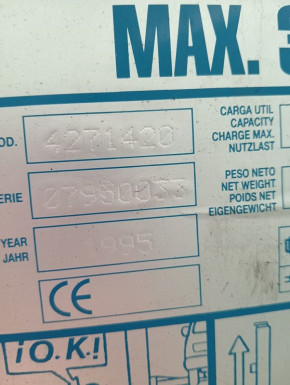 MAX. 3
OD. 4271420
CARGA UTIL
CAPACITY
CHARGE MAX.
NUTZLAST
ERIE
PESO NETO
NET WEIGHT
POIDS NET
EIGENGEWICHT
YEAR
JAHR
1995
CE
¡O.K.!